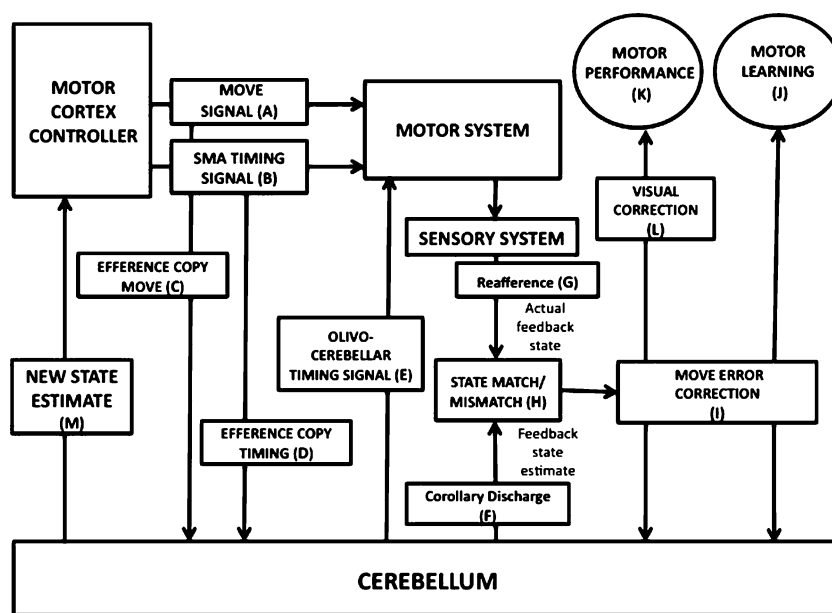 MOTOR
CORTEX
CONTROLLER
MOVE
SIGNAL (A)
SMA TIMING
SIGNAL (B)
MOTOR SYSTEM
MOTOR
PERFORMANCE
(K)
MOTOR
LEARNING
(J)
VISUAL
CORRECTION
(L)
SENSORY SYSTEM
EFFERENCE COPY
MOVE (C)
Reafference (G)
Actual
feedback
state
OLIVO-
CEREBELLAR
TIMING SIGNAL (E)
NEW STATE
ESTIMATE
(M)
STATE MATCH/
MISMATCH (H)
MOVE ERROR
CORRECTION
(I)
EFFERENCE COPY
TIMING (D)
Feedback
state
estimate
Corollary Discharge
(F)
CEREBELLUM